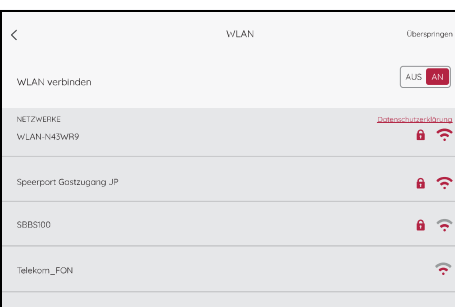 WLAN
Überspringen
WLAN verbinden
AUS AN
NETZWERKE
Datenschutzerklärung
WLAN-N43WR9
Speerport Gastzugang JP
SBBS100
Telekom_FON